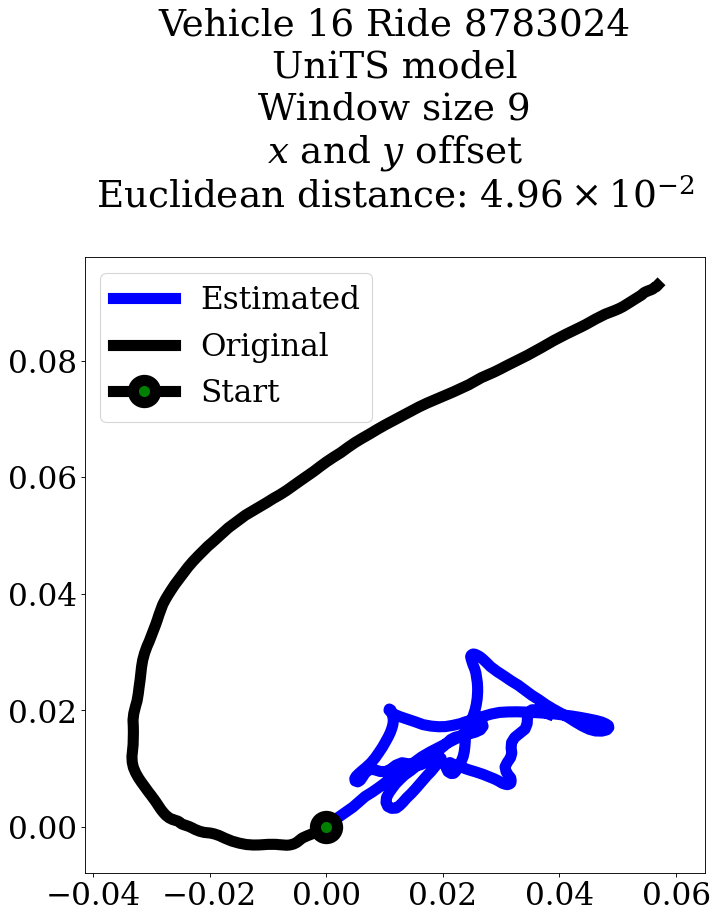 Vehicle 16 Ride 8783024
UniTS model
Window size 9
x and y offset
Euclidean distance: 4.96 × 10⁻²
Estimated
Original
Start
0.08
0.06
0.04
0.02
0.00
−0.04 −0.02 0.00 0.02 0.04 0.06